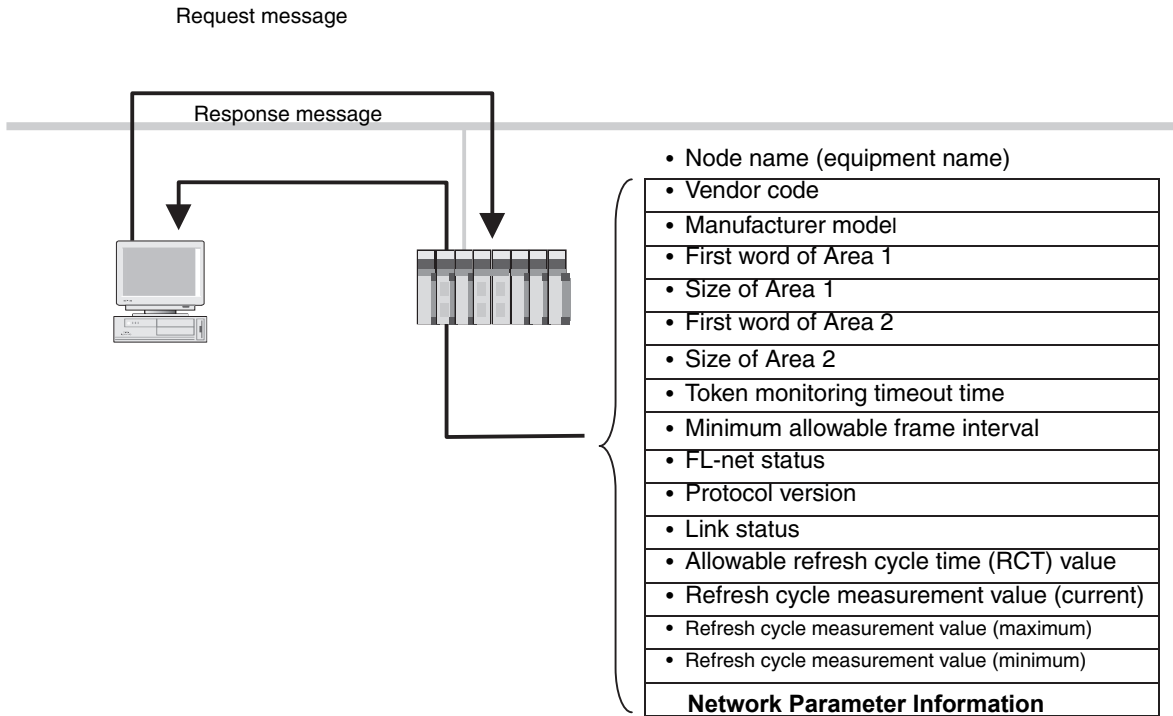 Request message
Response message
• Node name (equipment name)
• Vendor code
• Manufacturer model
• First word of Area 1
• Size of Area 1
• First word of Area 2
• Size of Area 2
• Token monitoring timeout time
• Minimum allowable frame interval
• FL-net status
• Protocol version
• Link status
• Allowable refresh cycle time (RCT) value
• Refresh cycle measurement value (current)
• Refresh cycle measurement value (maximum)
• Refresh cycle measurement value (minimum)
Network Parameter Information